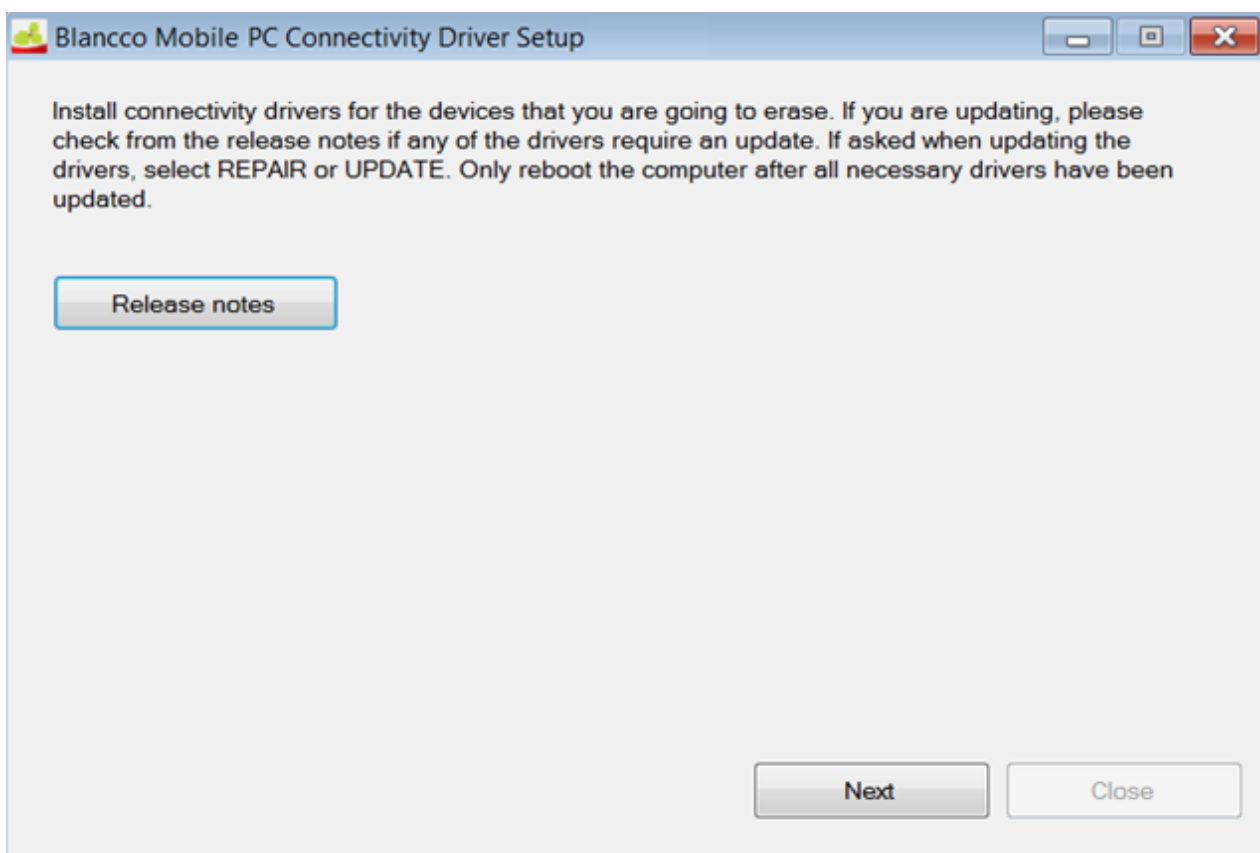 Blancco Mobile PC Connectivity Driver Setup
Install connectivity drivers for the devices that you are going to erase. If you are updating, please
check from the release notes if any of the drivers require an update. If asked when updating the
drivers, select REPAIR or UPDATE. Only reboot the computer after all necessary drivers have been
updated.
Release notes
Next
Close